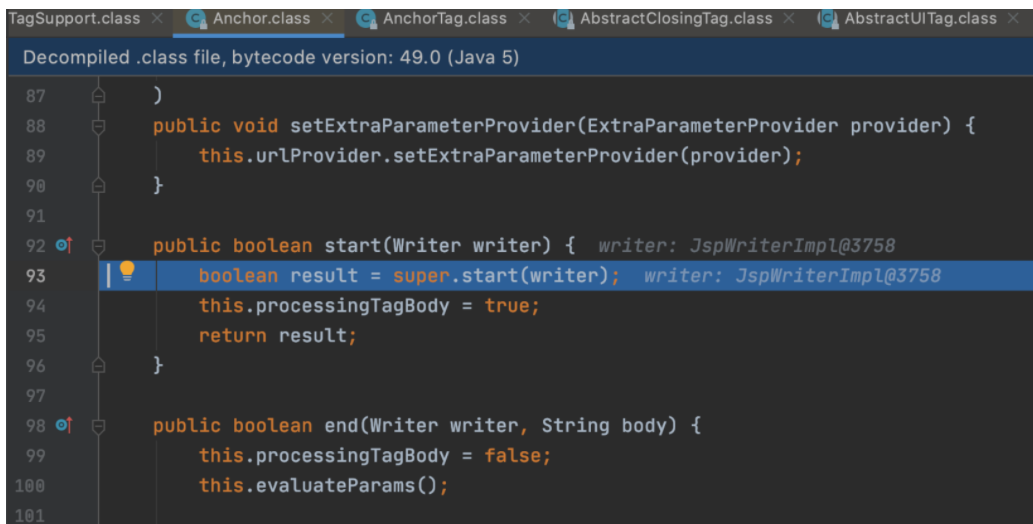 TagSupport.class × Anchor.class × AnchorTag.class × AbstractClosingTag.class × AbstractUITag.class ×
Decompiled .class file, bytecode version: 49.0 (Java 5)
87 )
88 public void setExtraParameterProvider(ExtraParameterProvider provider) {
89 this.urlProvider.setExtraParameterProvider(provider);
90 }
91
92 public boolean start(Writer writer) { writer: JspWriterImpl@3758
93 boolean result = super.start(writer); writer: JspWriterImpl@3758
94 this.processingTagBody = true;
95 return result;
96 }
97
98 public boolean end(Writer writer, String body) {
99 this.processingTagBody = false;
100 this.evaluateParams();
101